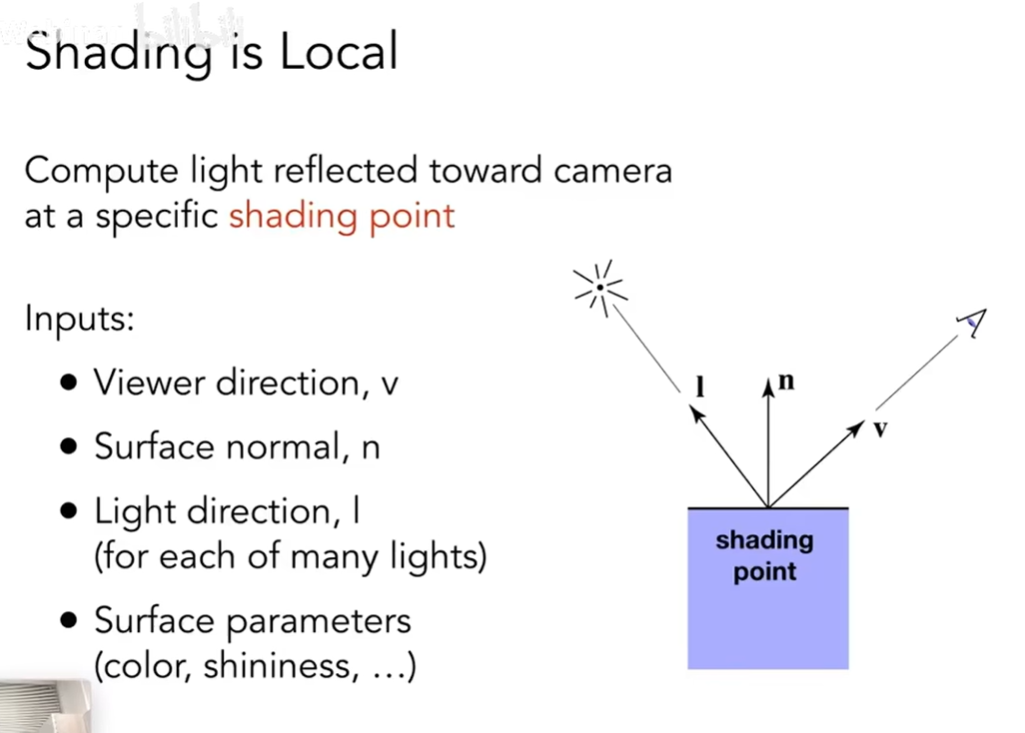 Shading is Local
Compute light reflected toward camera
at a specific shading point
Inputs:
● Viewer direction, v
● Surface normal, n
● Light direction, l
(for each of many lights)
● Surface parameters
(color, shininess, …)
l
n
v
shading
point